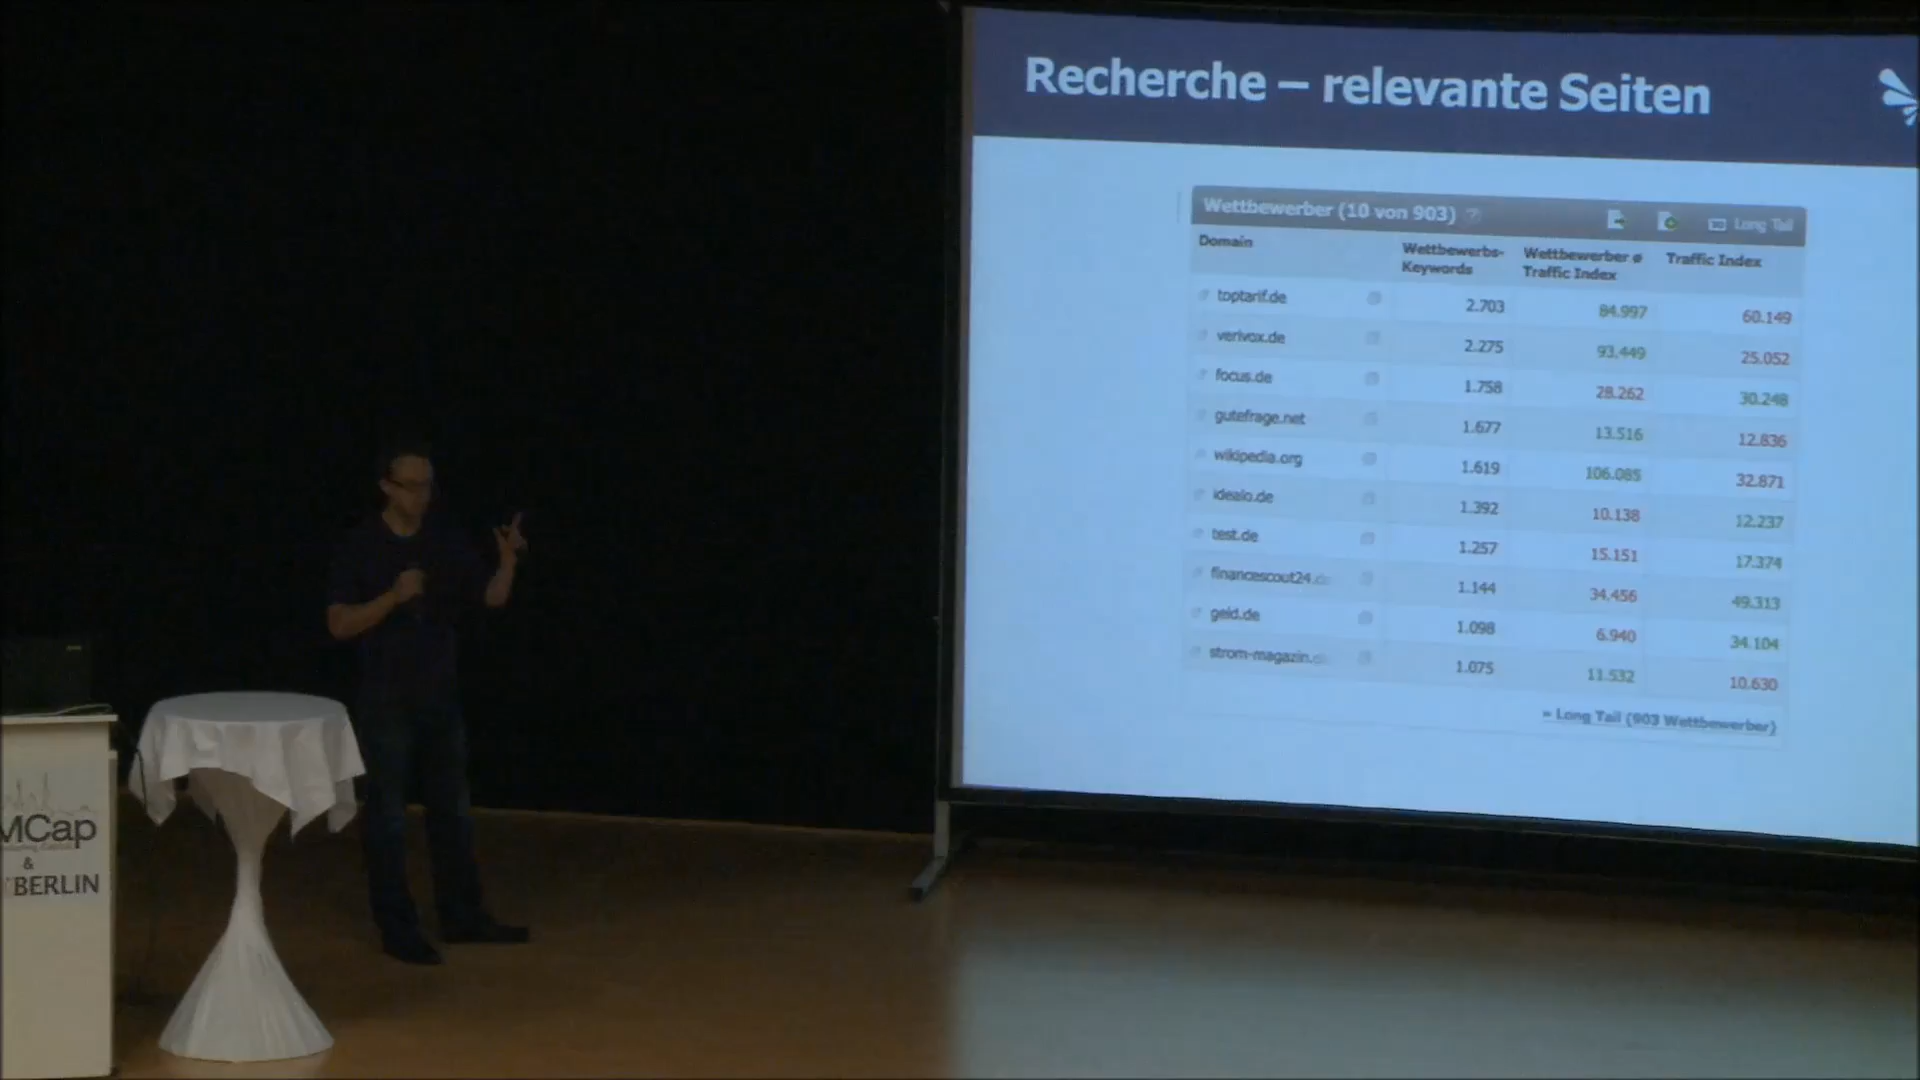 Recherche – relevante Seiten
Wettbewerber (10 von 903) ? Long Tail
Domain Wettbewerbs-Keywords Wettbewerber ø Traffic Index Traffic Index
toptarif.de 2.703 84.997 60.149
verivox.de 2.275 93.449 25.052
focus.de 1.758 28.262 30.248
gutefrage.net 1.677 13.516 12.836
wikipedia.org 1.619 106.085 32.871
idealo.de 1.392 10.138 12.237
test.de 1.257 15.151 17.374
financescout24.de 1.144 34.456 49.313
geld.de 1.098 6.940 34.104
strom-magazin.d 1.075 11.532 10.630
» Long Tail (903 Wettbewerber)
MCap
&
BERLIN